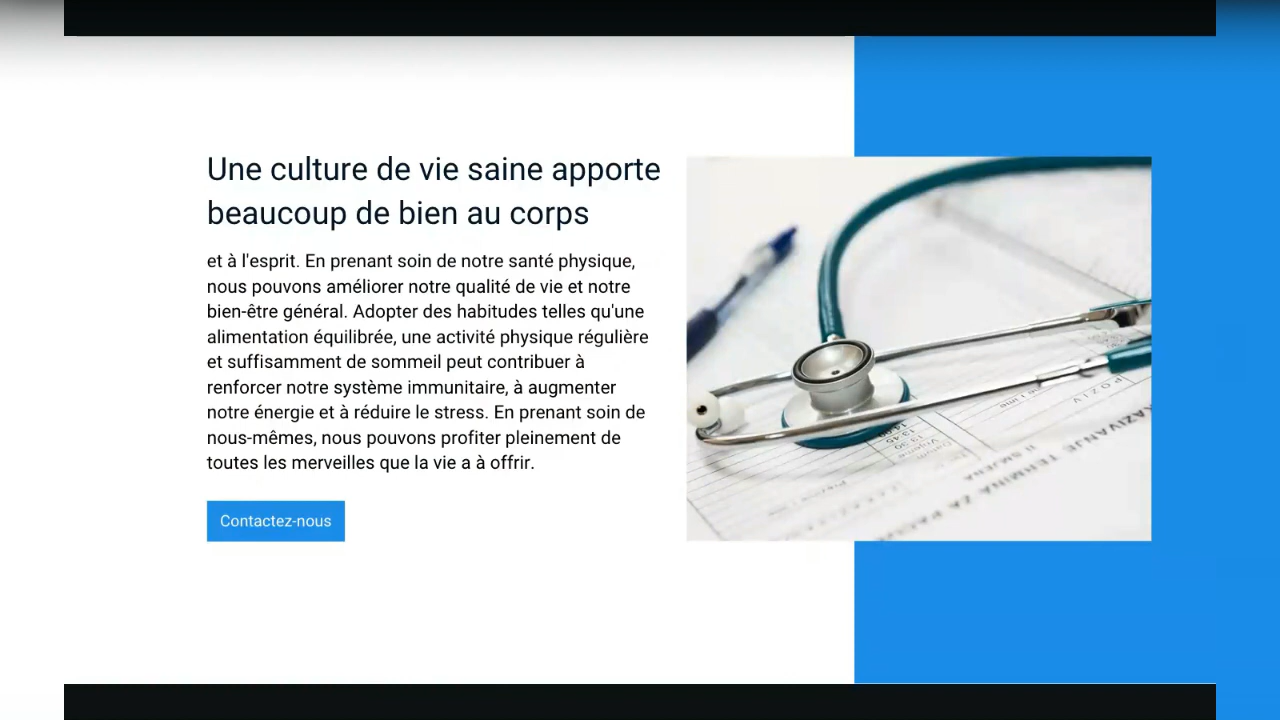 Une culture de vie saine apporte
beaucoup de bien au corps
et à l'esprit. En prenant soin de notre santé physique,
nous pouvons améliorer notre qualité de vie et notre
bien-être général. Adopter des habitudes telles qu'une
alimentation équilibrée, une activité physique régulière
et suffisamment de sommeil peut contribuer à
renforcer notre système immunitaire, à augmenter
notre énergie et à réduire le stress. En prenant soin de
nous-mêmes, nous pouvons profiter pleinement de
toutes les merveilles que la vie a à offrir.
Contactez-nous
POZIV
II SMJENA